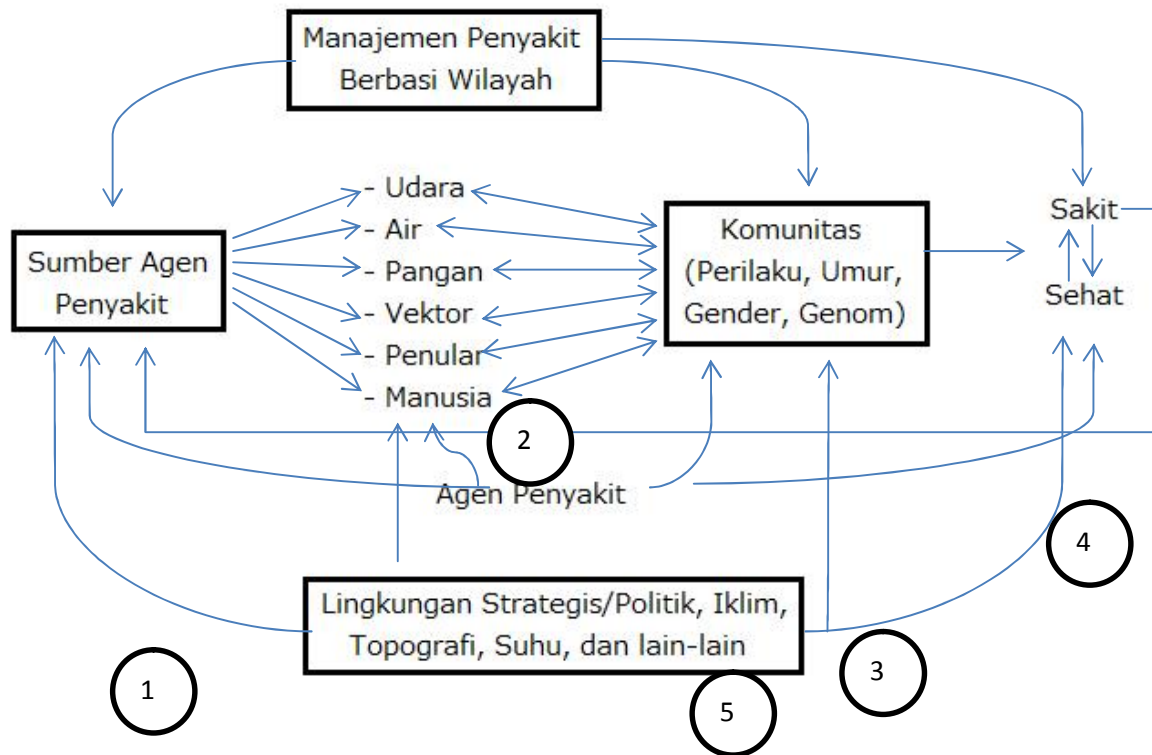 Manajemen Penyakit
Berbasi Wilayah
- Udara
- Air
- Pangan
- Vektor
- Penular
- Manusia
Sumber Agen
Penyakit
Komunitas
(Perilaku, Umur,
Gender, Genom)
Sakit
Sehat
2
Agen Penyakit
4
Lingkungan Strategis/Politik, Iklim,
Topografi, Suhu, dan lain-lain
1
3
5